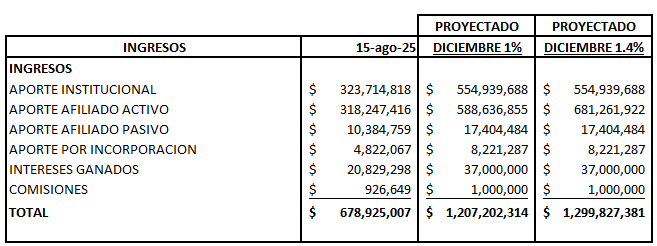 PROYECTADO PROYECTADO
INGRESOS 15-ago-25 DICIEMBRE 1% DICIEMBRE 1.4%
INGRESOS
APORTE INSTITUCIONAL $ 323,714,818 $ 554,939,688 $ 554,939,688
APORTE AFILIADO ACTIVO $ 318,247,416 $ 588,636,855 $ 681,261,922
APORTE AFILIADO PASIVO $ 10,384,759 $ 17,404,484 $ 17,404,484
APORTE POR INCORPORACION $ 4,822,067 $ 8,221,287 $ 8,221,287
INTERESES GANADOS $ 20,829,298 $ 37,000,000 $ 37,000,000
COMISIONES $ 926,649 $ 1,000,000 $ 1,000,000
TOTAL $ 678,925,007 $ 1,207,202,314 $ 1,299,827,381